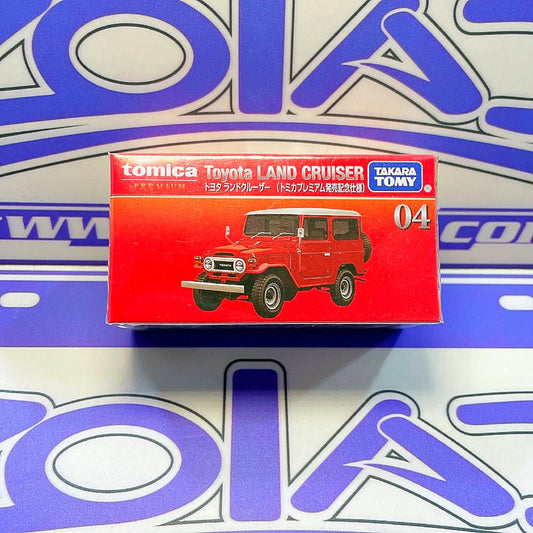 tomica Toyota LAND CRUISER
PREMIUM トヨタ ランドクルーザー (トミカプレミアム発売記念仕様)
TAKARA
TOMY
04
TOYOTA
www
.com